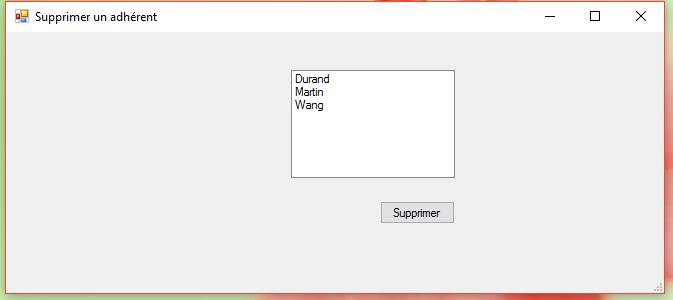 Supprimer un adhérent
Durand
Martin
Wang
Supprimer